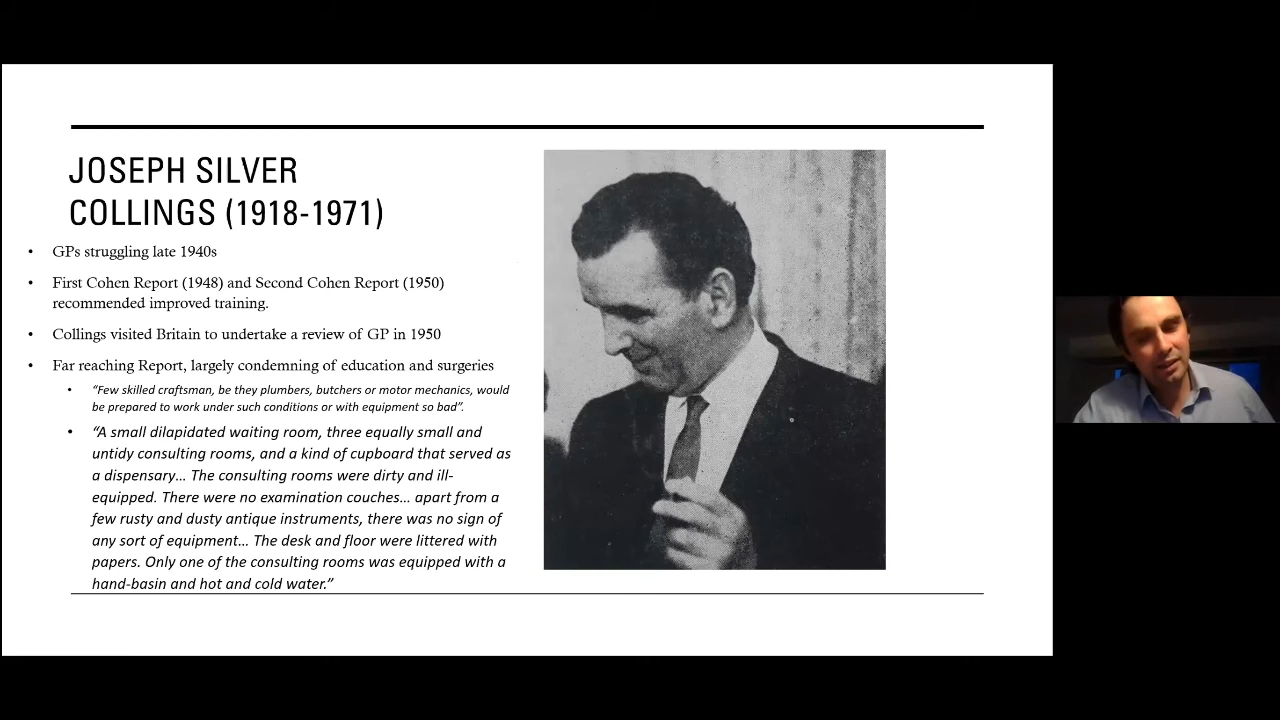 JOSEPH SILVER
COLLINGS (1918-1971)
• GPs struggling late 1940s
• First Cohen Report (1948) and Second Cohen Report (1950)
recommended improved training.
• Collings visited Britain to undertake a review of GP in 1950
• Far reaching Report, largely condemning of education and surgeries
• “Few skilled craftsman, be they plumbers, butchers or motor mechanics, would
be prepared to work under such conditions or with equipment so bad”.
• “A small dilapidated waiting room, three equally small and
untidy consulting rooms, and a kind of cupboard that served as
a dispensary… The consulting rooms were dirty and ill-
equipped. There were no examination couches… apart from a
few rusty and dusty antique instruments, there was no sign of
any sort of equipment… The desk and floor were littered with
papers. Only one of the consulting rooms was equipped with a
hand-basin and hot and cold water.”